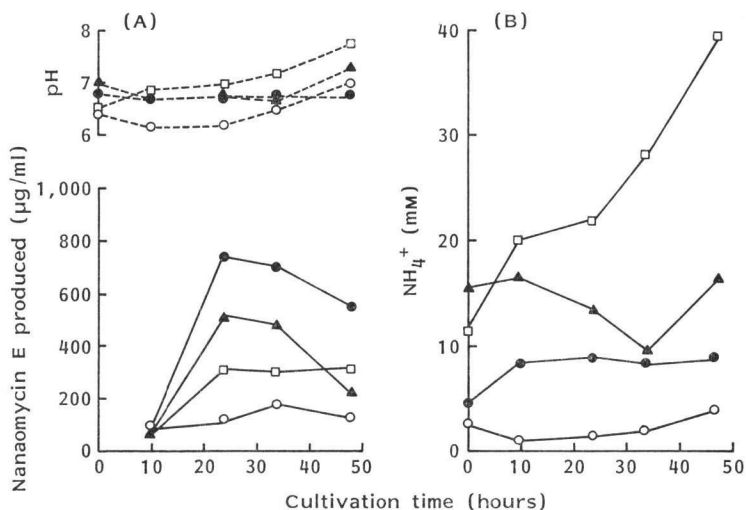 (A)
(B)
8
7
6
pH
1,000
800
600
400
200
0
Nanaomycin E produced (µg/ml)
0 10 20 30 40 50
40
30
20
10
0
NH₄⁺ (mM)
0 10 20 30 40 50
Cultivation time (hours)